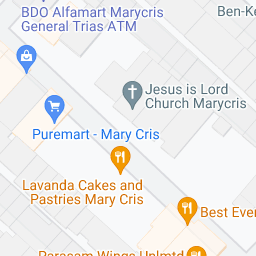 BDO Alfamart Marycris
General Trias ATM
Ben-Ke
Jesus is Lord
Church Marycris
Puremart - Mary Cris
Lavanda Cakes and
Pastries Mary Cris
Best Ever
Paracam Wings Unlmtd